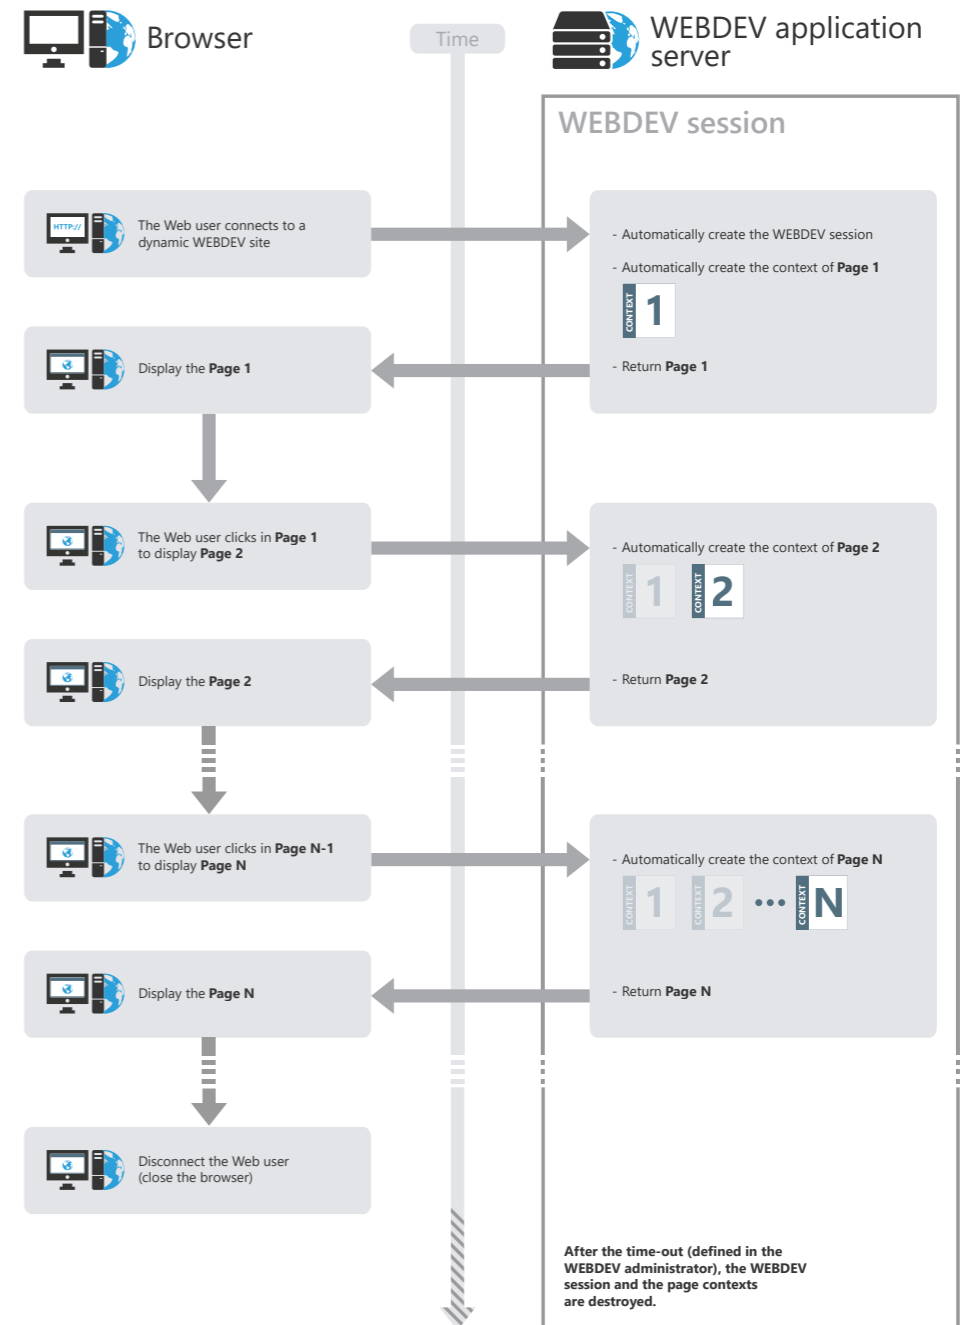 Browser
Time
WEBDEV application
server
WEBDEV session
HTTP://
The Web user connects to a
dynamic WEBDEV site
- Automatically create the WEBDEV session
- Automatically create the context of Page 1
CONTEXT 1
Display the Page 1
- Return Page 1
The Web user clicks in Page 1
to display Page 2
- Automatically create the context of Page 2
CONTEXT 1 CONTEXT 2
Display the Page 2
- Return Page 2
The Web user clicks in Page N-1
to display Page N
- Automatically create the context of Page N
CONTEXT 1 CONTEXT 2 ••• CONTEXT N
Display the Page N
- Return Page N
Disconnect the Web user
(close the browser)
After the time-out (defined in the
WEBDEV administrator), the WEBDEV
session and the page contexts
are destroyed.